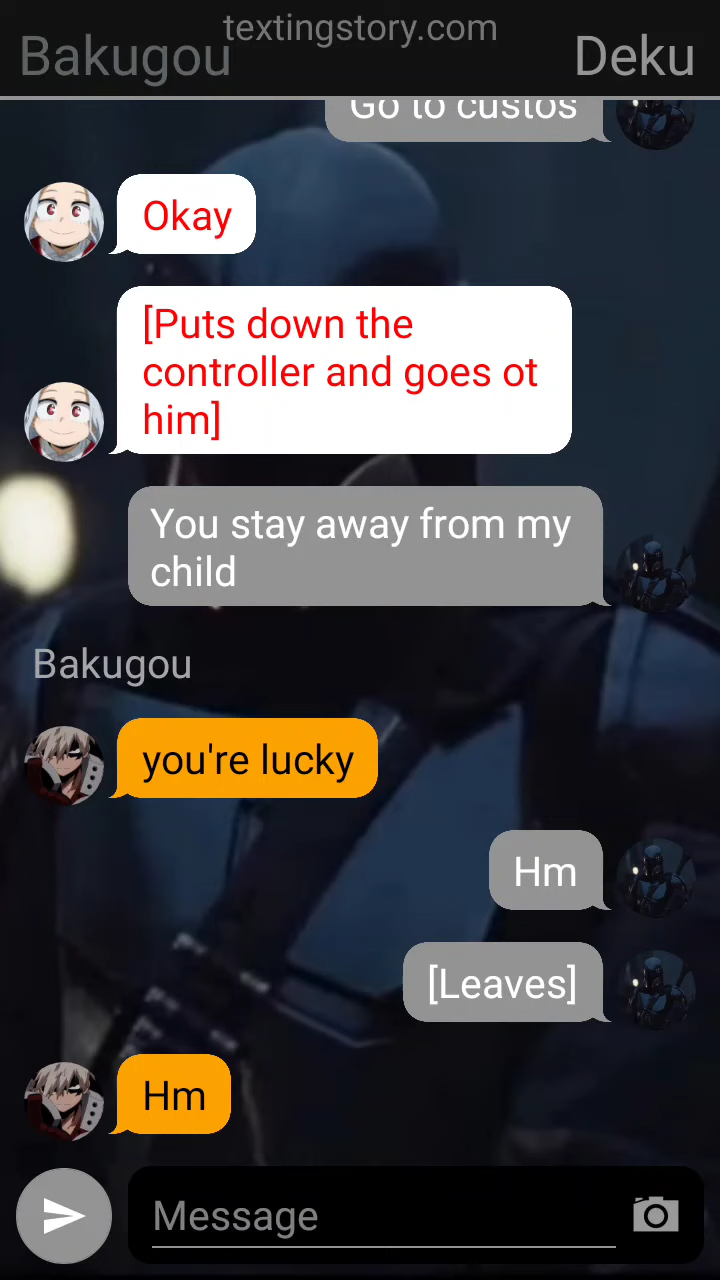 textingstory.com
Bakugou
Deku
Go to custos
Okay
[Puts down the
controller and goes ot
him]
You stay away from my
child
Bakugou
you're lucky
Hm
[Leaves]
Hm
Message